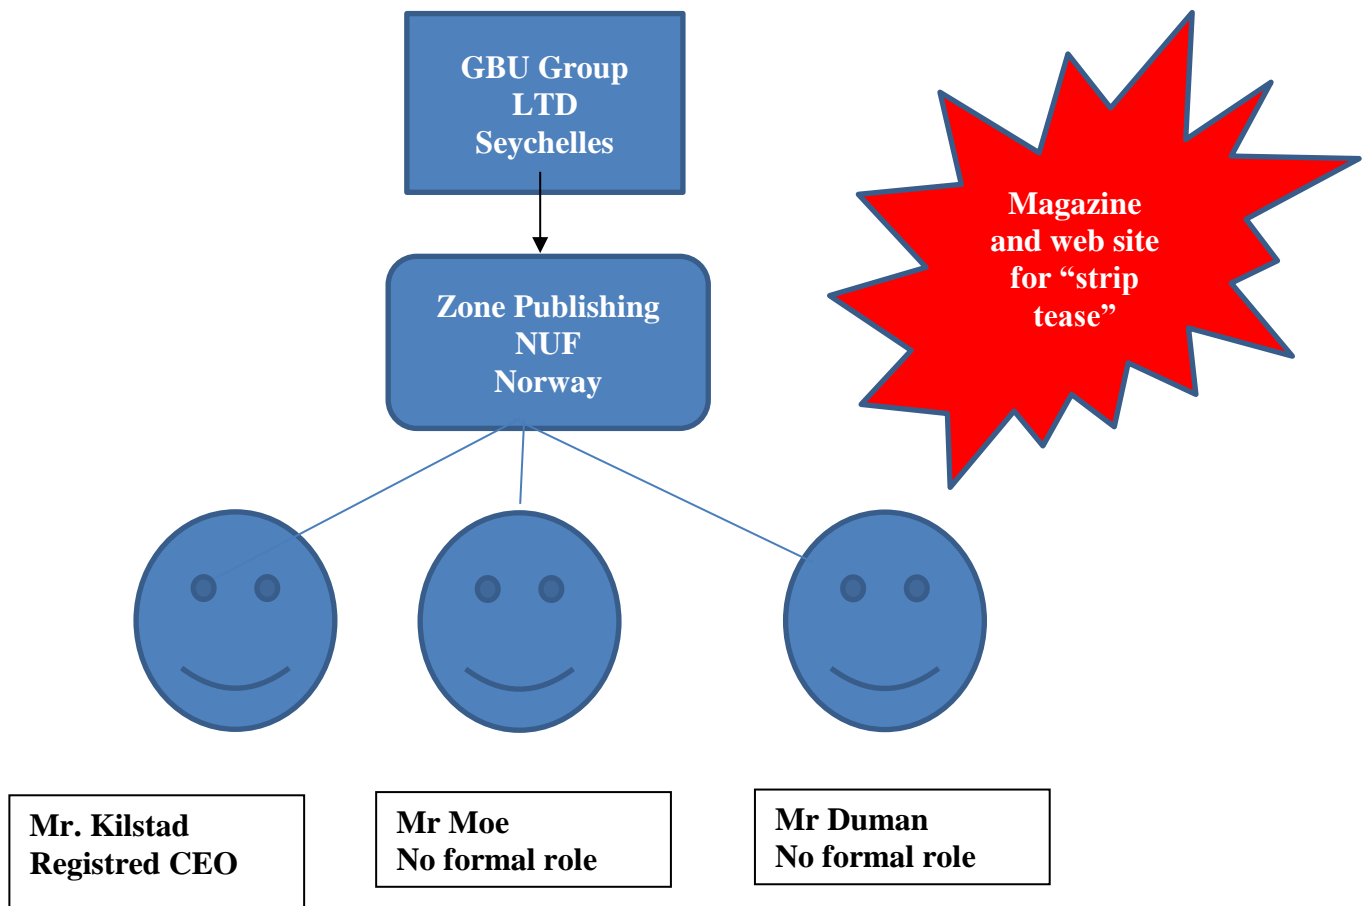 GBU Group
LTD
Seychelles
Magazine
and web site
for “strip
tease”
Zone Publishing
NUF
Norway
Mr. Kilstad
Registred CEO
Mr Moe
No formal role
Mr Duman
No formal role